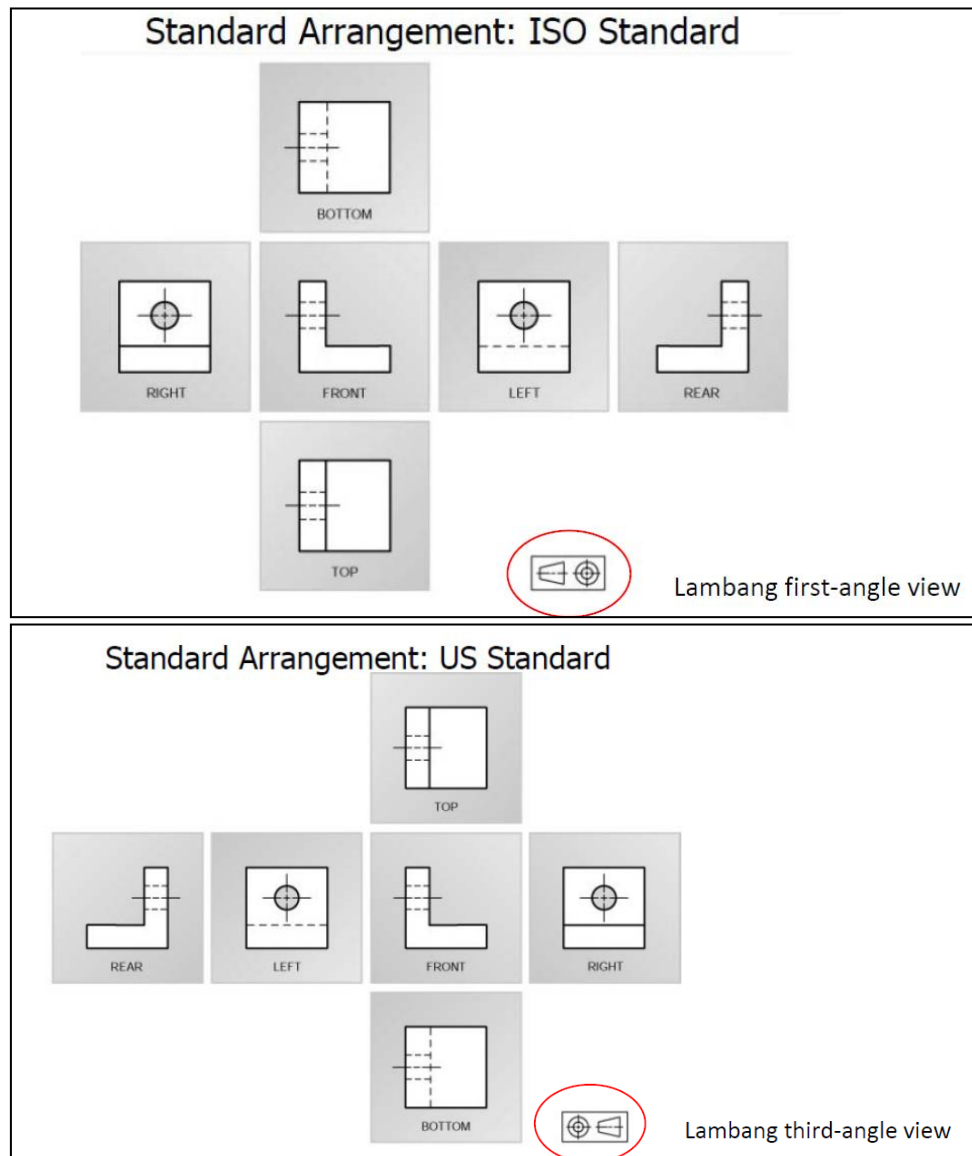 Standard Arrangement: ISO Standard
BOTTOM
RIGHT
FRONT
LEFT
REAR
TOP
Lambang first-angle view
Standard Arrangement: US Standard
TOP
REAR
LEFT
FRONT
RIGHT
BOTTOM
Lambang third-angle view